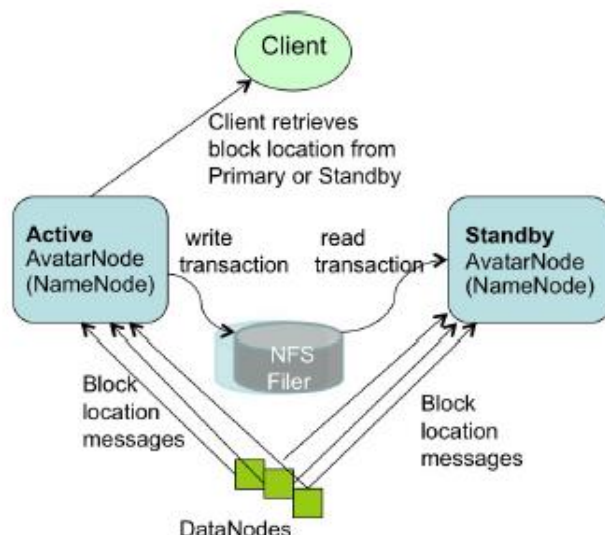 Client
Client retrieves
block location from
Primary or Standby
Active
AvatarNode
(NameNode)
write
transaction
read
transaction
Standby
AvatarNode
(NameNode)
NFS
Filer
Block
location
messages
Block
location
messages
DataNodes